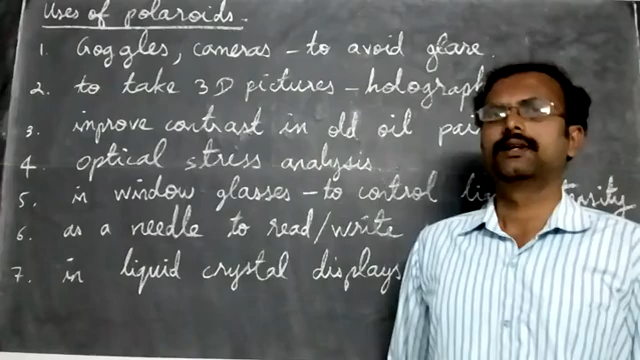 Uses of polaroids.
1. Goggles, cameras - to avoid glare.
2. to take 3D pictures - holograph
3. improve contrast in old oil pai
4. optical stress analysis.
5. in window glasses - to control li tensity
6. as a needle to read/write
7. in liquid crystal displays